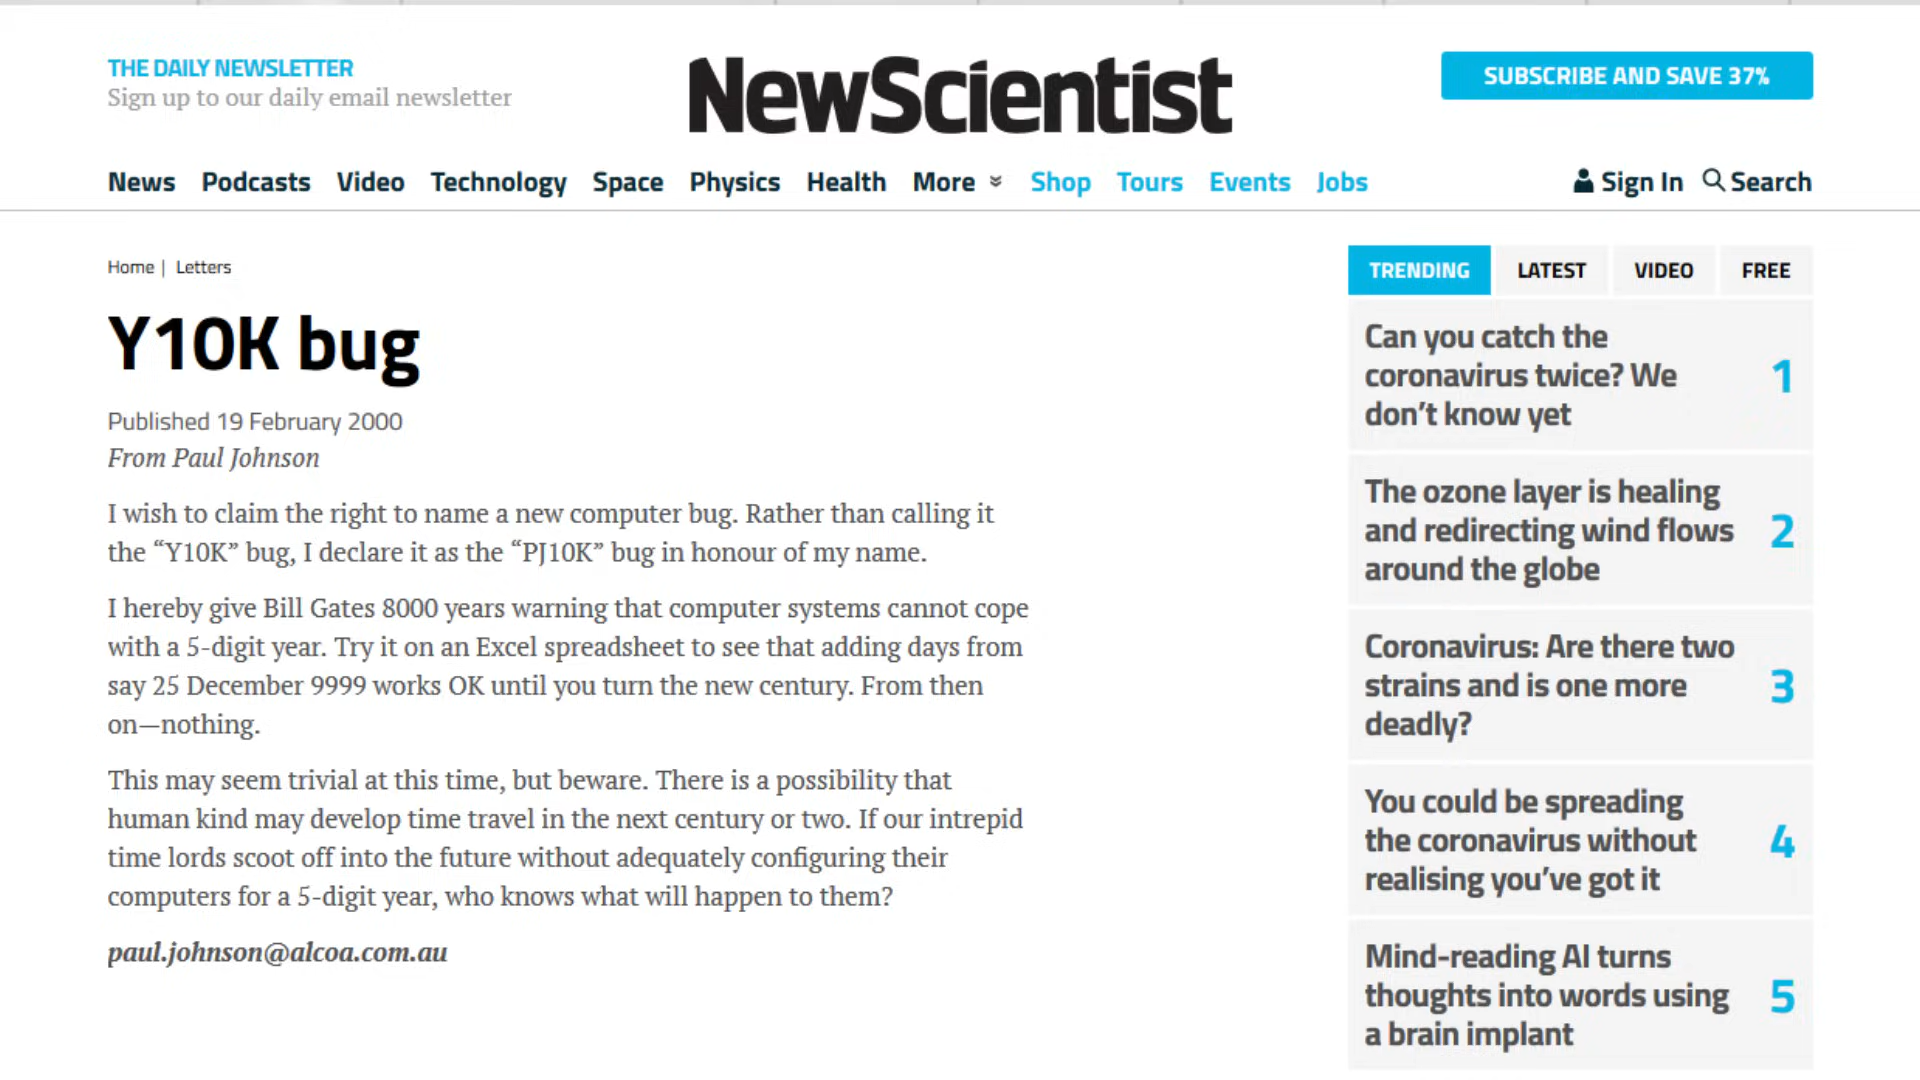 THE DAILY NEWSLETTER
Sign up to our daily email newsletter
NewScientist
SUBSCRIBE AND SAVE 37%
News Podcasts Video Technology Space Physics Health More Shop Tours Events Jobs Sign In Search
Home | Letters
Y10K bug
Published 19 February 2000
From Paul Johnson
I wish to claim the right to name a new computer bug. Rather than calling it
the “Y10K” bug, I declare it as the “PJ10K” bug in honour of my name.
I hereby give Bill Gates 8000 years warning that computer systems cannot cope
with a 5-digit year. Try it on an Excel spreadsheet to see that adding days from
say 25 December 9999 works OK until you turn the new century. From then
on—nothing.
This may seem trivial at this time, but beware. There is a possibility that
human kind may develop time travel in the next century or two. If our intrepid
time lords scoot off into the future without adequately configuring their
computers for a 5-digit year, who knows what will happen to them?
paul.johnson@alcoa.com.au
TRENDING LATEST VIDEO FREE
Can you catch the
coronavirus twice? We
don’t know yet
1
The ozone layer is healing
and redirecting wind flows
around the globe
2
Coronavirus: Are there two
strains and is one more
deadly?
3
You could be spreading
the coronavirus without
realising you’ve got it
4
Mind-reading AI turns
thoughts into words using
a brain implant
5